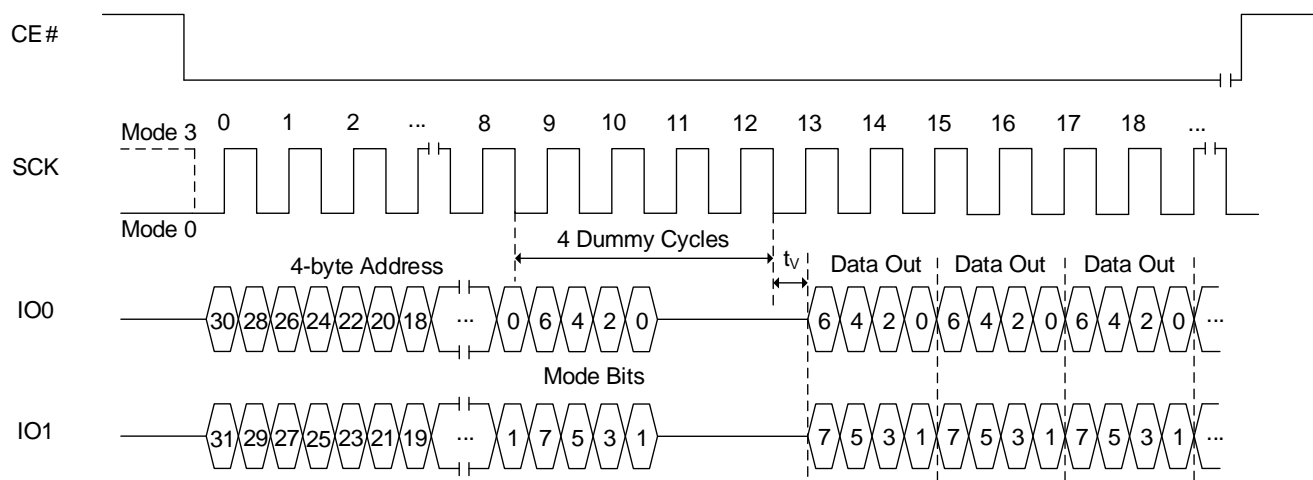 CE#
0 1 2 ... 8 9 10 11 12 13 14 15 16 17 18 ...
Mode 3
SCK
Mode 0
4 Dummy Cycles
4-byte Address tV Data Out Data Out Data Out
IO0 30 28 26 24 22 20 18 ... 0 6 4 2 0 6 4 2 0 6 4 2 0 6 4 2 0 ...
Mode Bits
IO1 31 29 27 25 23 21 19 ... 1 7 5 3 1 7 5 3 1 7 5 3 1 7 5 3 1 ...